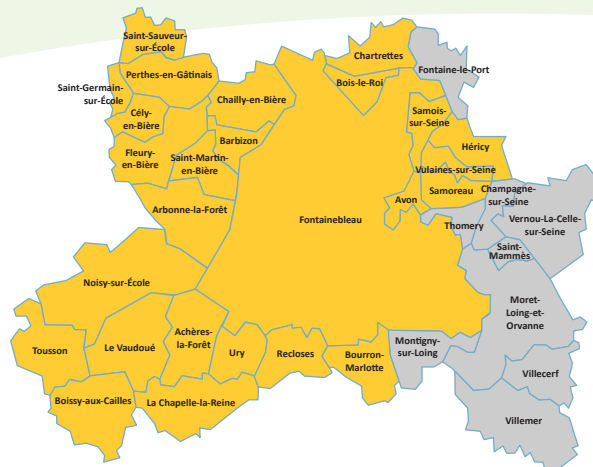 Saint-Sauveur-
sur-École
Chartrettes
Fontaine-le-Port
Perthes-en-Gâtinais
Bois-le-Roi
Saint-Germain-
sur-École
Chailly-en-Bière
Cély-
en-Bière
Samois-
sur-Seine
Barbizon
Héricy
Fleury-
en-Bière
Saint-Martin-
en-Bière
Vulaines-sur-Seine
Samoreau
Champagne-
sur-Seine
Avon
Arbonne-la-Forêt
Fontainebleau
Thomery
Vernou-La-Celle-
sur-Seine
Saint-
Mammès
Noisy-sur-École
Moret-
Loing-et-
Orvanne
Achères-
la-Forêt
Montigny-
sur-Loing
Tousson
Le Vaudoué
Ury
Recloses
Bourron-
Marlotte
Villecerf
Boissy-aux-Cailles
La Chapelle-la-Reine
Villemer